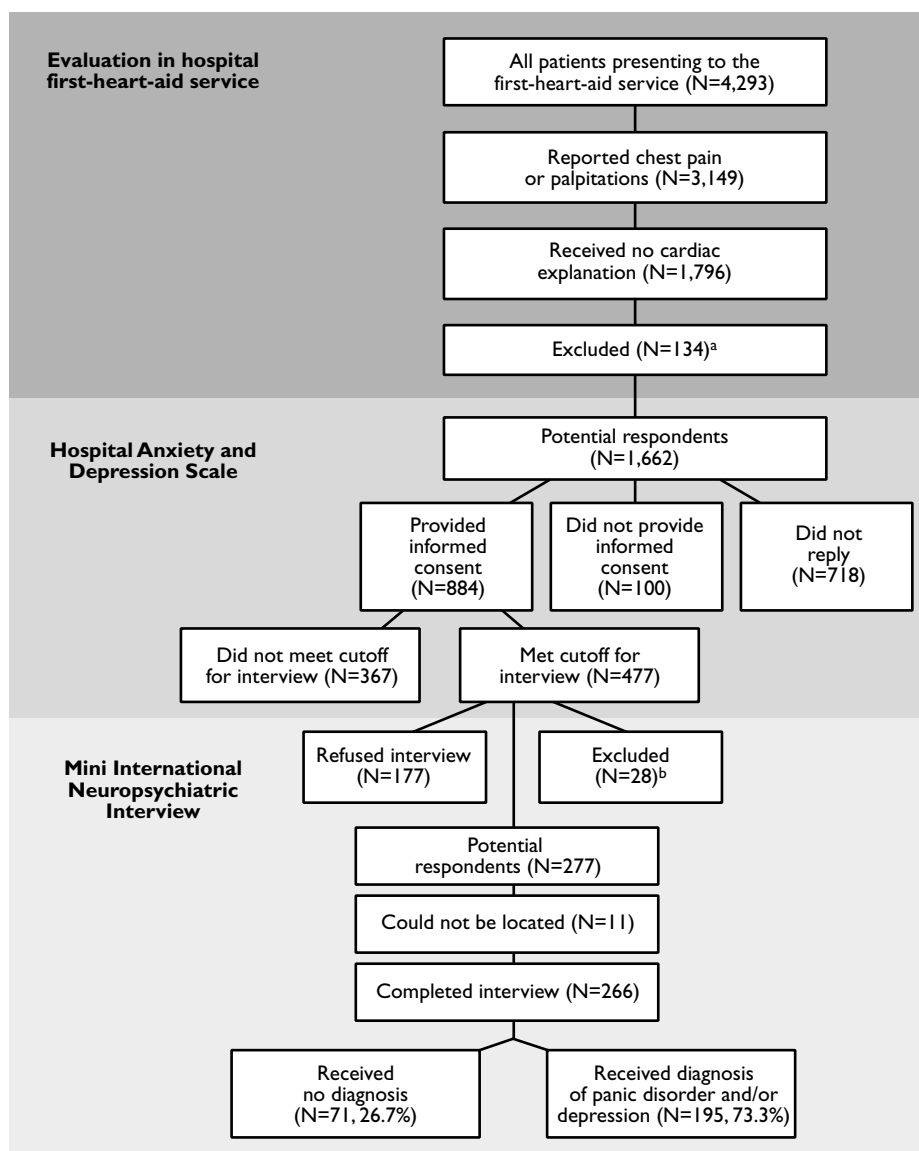 Evaluation in hospital
first-heart-aid service
All patients presenting to the
first-heart-aid service (N=4,293)
Reported chest pain
or palpitations (N=3,149)
Received no cardiac
explanation (N=1,796)
Excluded (N=134)ᵃ
Hospital Anxiety and
Depression Scale
Potential respondents
(N=1,662)
Provided
informed
consent
(N=884)
Did not provide
informed
consent
(N=100)
Did not
reply
(N=718)
Did not meet cutoff
for interview (N=367)
Met cutoff for
interview (N=477)
Mini International
Neuropsychiatric
Interview
Refused interview
(N=177)
Excluded
(N=28)ᵇ
Potential
respondents (N=277)
Could not be located (N=11)
Completed interview (N=266)
Received
no diagnosis
(N=71, 26.7%)
Received diagnosis
of panic disorder and/or
depression (N=195, 73.3%)